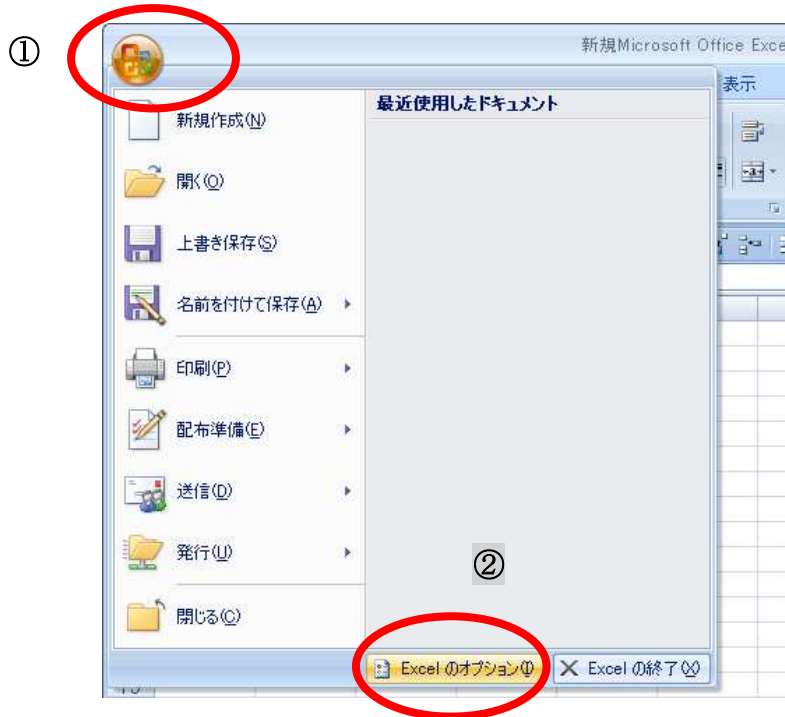 ①
新規Microsoft Office Exce
表示
最近使用したドキュメント
新規作成(N)
開く(O)
上書き保存(S)
名前を付けて保存(A)
印刷(P)
配布準備(E)
送信(D)
発行(U)
②
閉じる(C)
Excel のオプション(I)
Excel の終了(X)